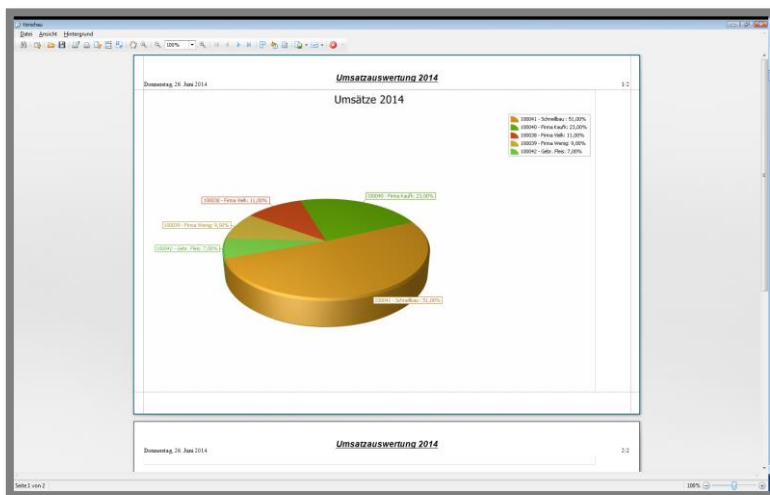 Vorschau
Datei Ansicht Hintergrund
100%
Donnerstag, 26. Juni 2014
Umsatzauswertung 2014
1/2
Umsätze 2014
100041 - Schnellbau : 51,00%
100040 - Firma Kaufk: 23,00%
100038 - Firma Vielk: 11,00%
100039 - Firma Wenig: 9,00%
100042 - Gebr. Fleis: 7,00%
100040 - Firma Kaufk: 23,00%
100038 - Firma Vielk: 11,00%
100039 - Firma Wenig: 9,00%
100042 - Gebr. Fleis: 7,00%
100041 - Schnellbau : 51,00%
Donnerstag, 26. Juni 2014
Umsatzauswertung 2014
2/2
Seite 1 von 2
100%